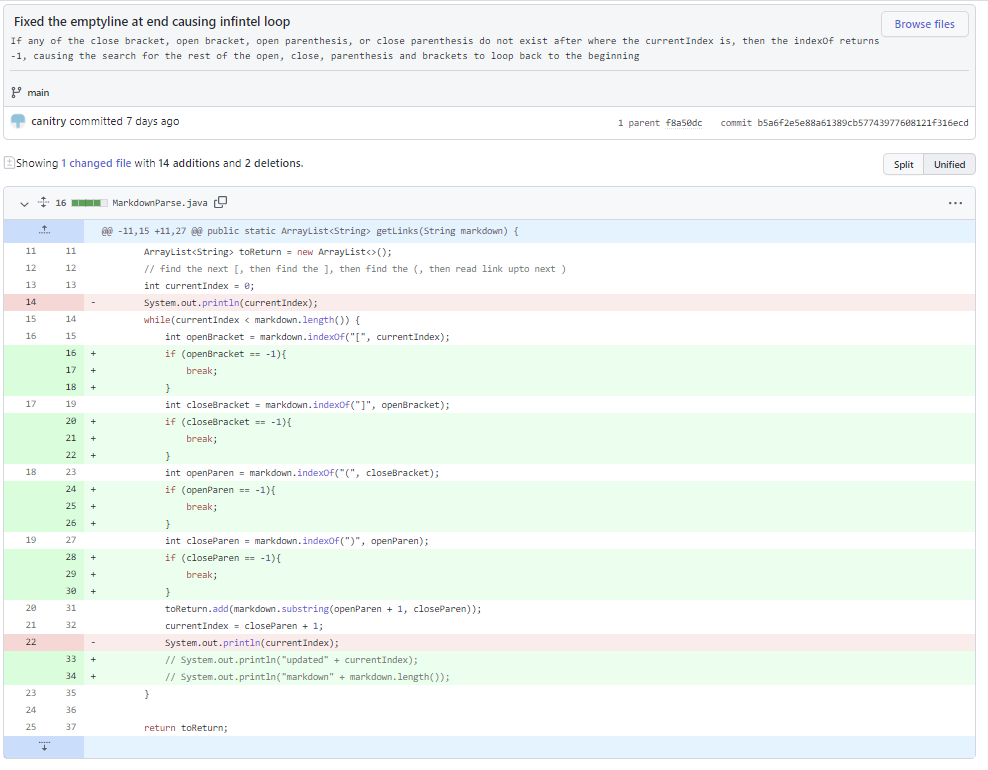 Fixed the emptyline at end causing infintel loop
Browse files
If any of the close bracket, open bracket, open parenthesis, or close parenthesis do not exist after where the currentIndex is, then the indexOf returns
-1, causing the search for the rest of the open, close, parenthesis and brackets to loop back to the beginning
main
canitry committed 7 days ago
1 parent f8a50dc commit b5a6f2e5e88a61389cb57743977608121f316ecd
Showing 1 changed file with 14 additions and 2 deletions.
Split Unified
16 MarkdownParse.java
@@ -11,15 +11,27 @@ public static ArrayList<String> getLinks(String markdown) {
11 11 ArrayList<String> toReturn = new ArrayList<>();
12 12 // find the next [, then find the ], then find the (, then read link upto next )
13 13 int currentIndex = 0;
14 - System.out.println(currentIndex);
15 14 while(currentIndex < markdown.length()) {
16 15 int openBracket = markdown.indexOf("[", currentIndex);
16 + if (openBracket == -1){
17 + break;
18 + }
17 19 int closeBracket = markdown.indexOf("]", openBracket);
20 + if (closeBracket == -1){
21 + break;
22 + }
18 23 int openParen = markdown.indexOf("(", closeBracket);
24 + if (openParen == -1){
25 + break;
26 + }
19 27 int closeParen = markdown.indexOf(")", openParen);
28 + if (closeParen == -1){
29 + break;
30 + }
20 31 toReturn.add(markdown.substring(openParen + 1, closeParen));
21 32 currentIndex = closeParen + 1;
22 - System.out.println(currentIndex);
33 + // System.out.println("updated" + currentIndex);
34 + // System.out.println("markdown" + markdown.length());
23 35 }
24 36
25 37 return toReturn;